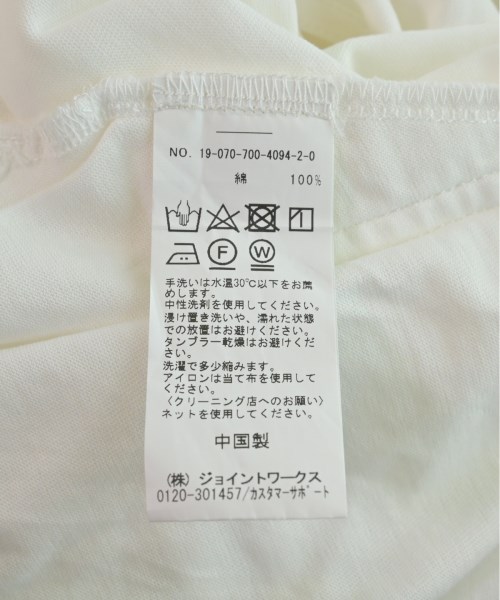 NO. 19-070-700-4094-2-0
綿 100%
F W
手洗いは水温30℃以下をお薦
めします。
中性洗剤を使用してください。
浸け置き洗いや、濡れた状態
での放置はお避けください。
タンブラー乾燥はお避けくだ
さい。
洗濯で多少縮みます。
アイロンは当て布を使用して
ください。
〈クリーニング店へのお願い〉
ネットを使用してください。
中国製
(株) ジョイントワークス
0120-301457/カスタマーサポート